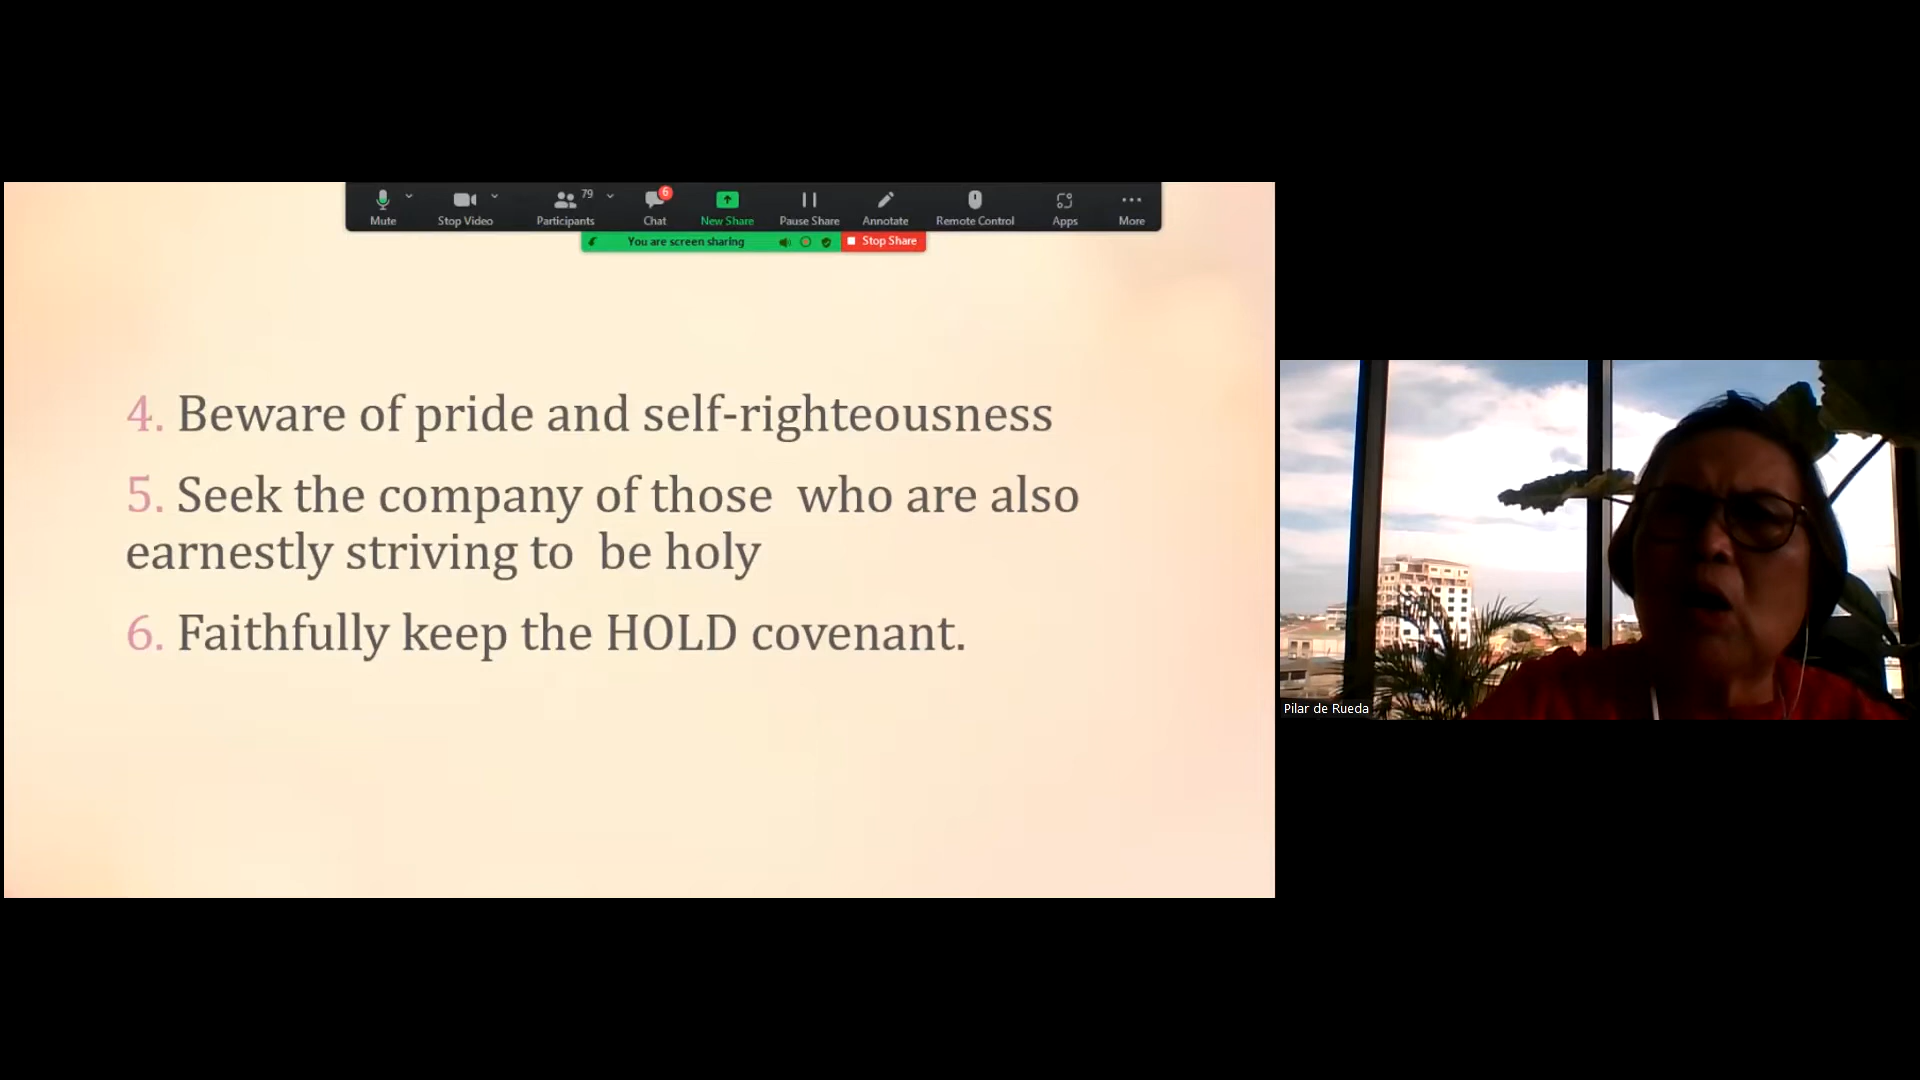 79
6
Mute
Stop Video
Participants
Chat
New Share
Pause Share
Annotate
Remote Control
Apps
More
You are screen sharing
Stop Share
4. Beware of pride and self-righteousness
5. Seek the company of those who are also
earnestly striving to be holy
6. Faithfully keep the HOLD covenant.
Pilar de Rueda